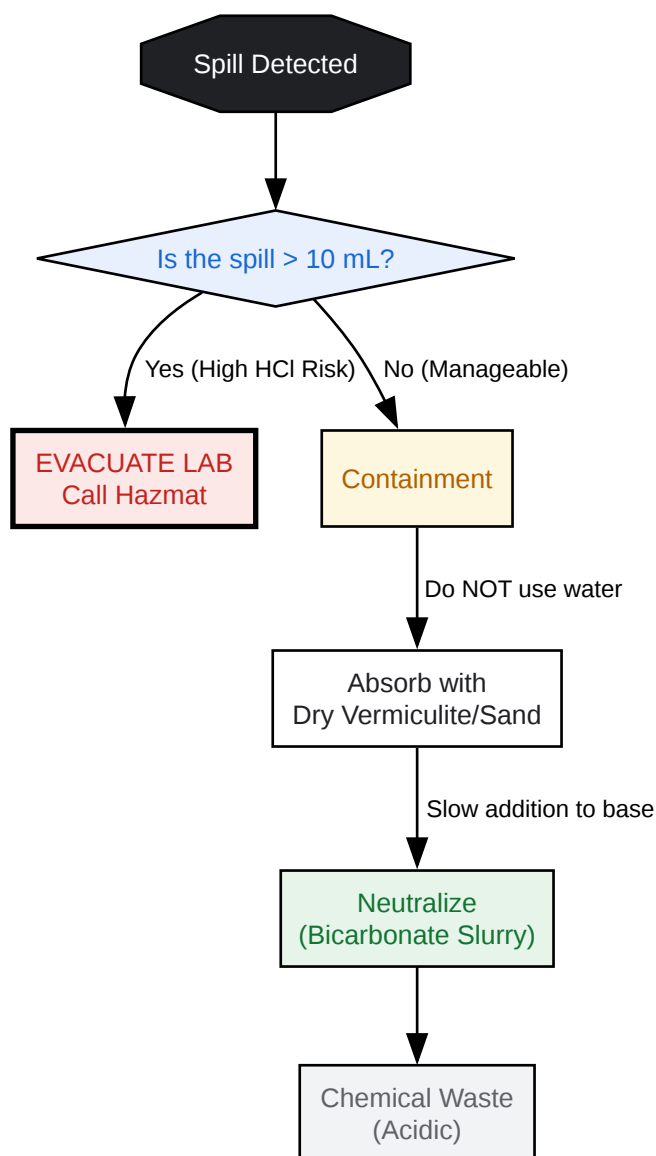 Spill Detected
Is the spill > 10 mL?
Yes (High HCl Risk)
No (Manageable)
EVACUATE LAB
Call Hazmat
Containment
Do NOT use water
Absorb with
Dry Vermiculite/Sand
Slow addition to base
Neutralize
(Bicarbonate Slurry)
Chemical Waste
(Acidic)